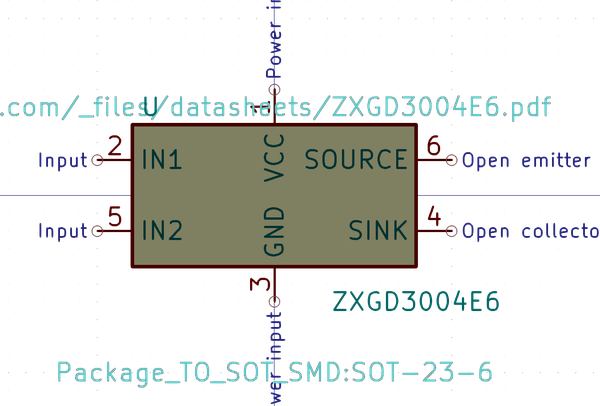 Power in
.com/_files/datasheets/ZXGD3004E6.pdf
U
1
Input 2 IN1 VCC SOURCE 6 Open emitter
Input 5 IN2 GND SINK 4 Open collecto
3
ZXGD3004E6
wer input
Package_TO_SOT_SMD:SOT-23-6